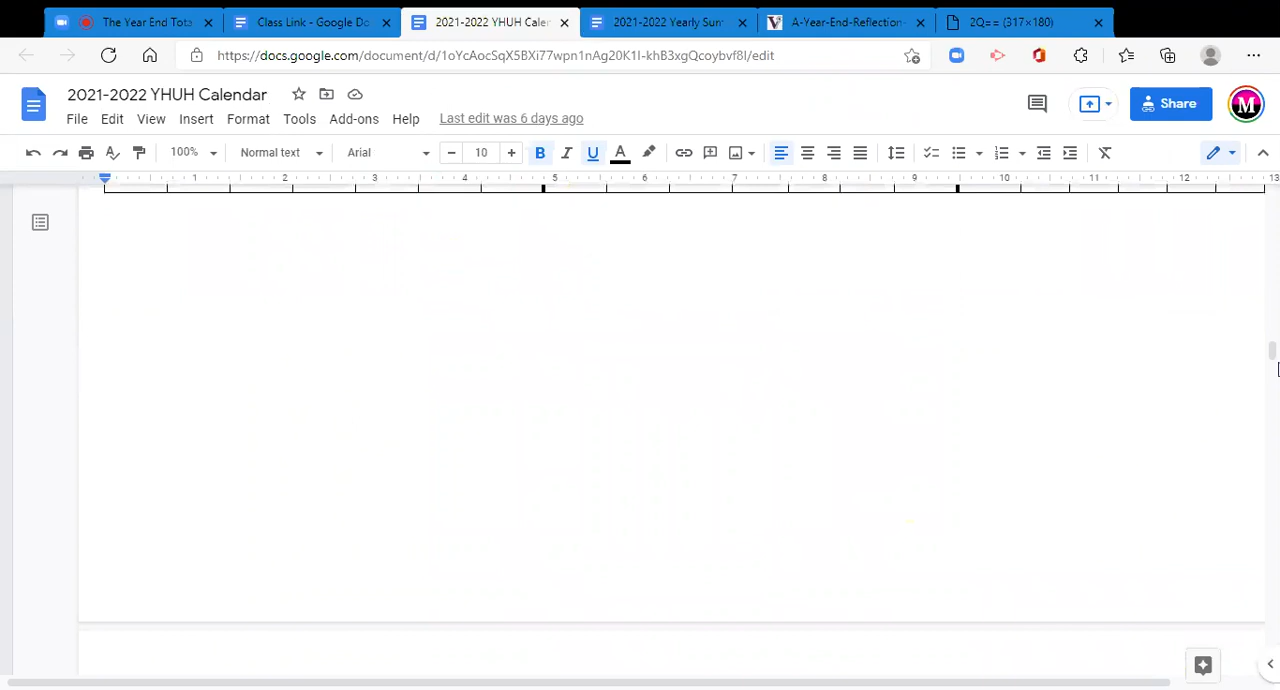 The Year End Tota
Class Link - Google Do
2021-2022 YHUH Caler
2021-2022 Yearly Sum
A-Year-End-Reflection-
2Q== (317×180)
https://docs.google.com/document/d/1oYcAocSqX5BXi77wpn1nAg20K1I-khB3xgQcoybvf8I/edit
2021-2022 YHUH Calendar
Share
M
File Edit View Insert Format Tools Add-ons Help Last edit was 6 days ago
100% Normal text Arial 10 B I U A
1 2 3 4 5 6 7 8 9 10 11 12 13